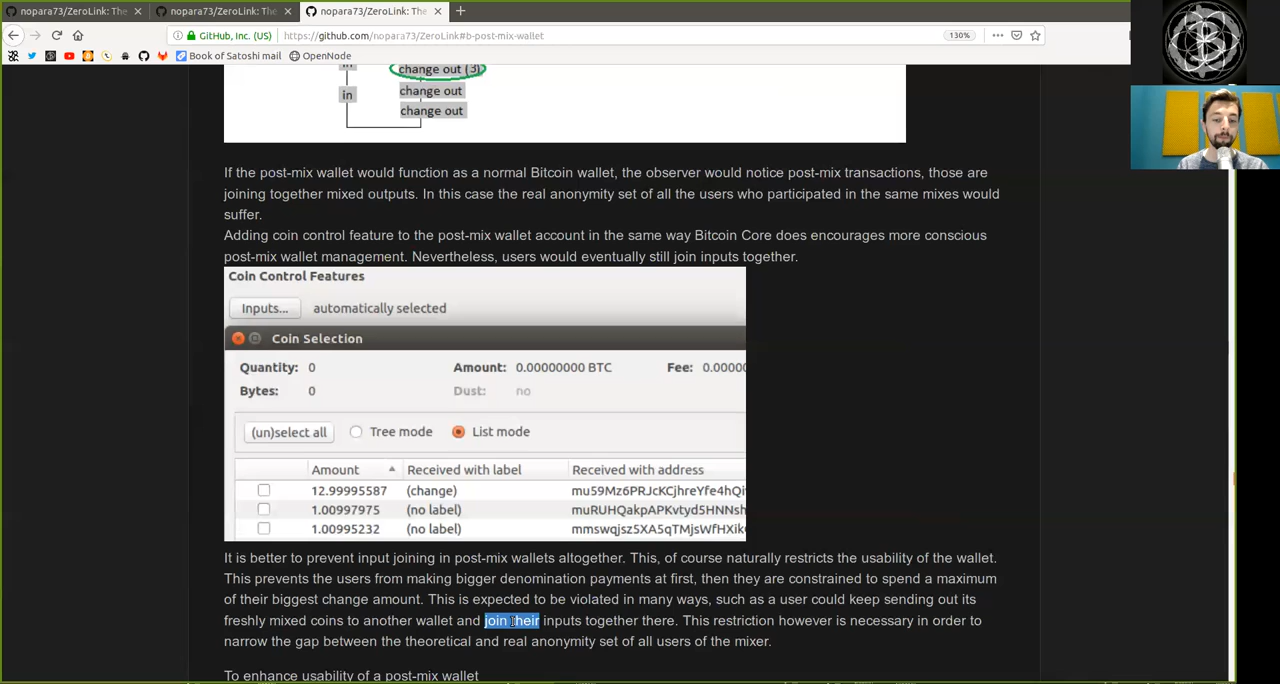 nopara73/ZeroLink: The
nopara73/ZeroLink: The
nopara73/ZeroLink: The
GitHub, Inc. (US)
https://github.com/nopara73/ZeroLink#b-post-mix-wallet
130%
Book of Satoshi mail
OpenNode
in
change out (3)
in
change out
change out
If the post-mix wallet would function as a normal Bitcoin wallet, the observer would notice post-mix transactions, those are
joining together mixed outputs. In this case the real anonymity set of all the users who participated in the same mixes would
suffer.
Adding coin control feature to the post-mix wallet account in the same way Bitcoin Core does encourages more conscious
post-mix wallet management. Nevertheless, users would eventually still join inputs together.
Coin Control Features
Inputs... automatically selected
Coin Selection
Quantity: 0 Amount: 0.00000000 BTC Fee: 0.00000
Bytes: 0 Dust: no
(un)select all Tree mode List mode
Amount Received with label Received with address
12.99995587 (change) mu59Mz6PRJcKCjhreYfe4hQi
1.00997975 (no label) muRUHQakpAPKvtyd5HNNsh
1.00995232 (no label) mmswqjsz5XA5qTMjsWfHXik
It is better to prevent input joining in post-mix wallets altogether. This, of course naturally restricts the usability of the wallet.
This prevents the users from making bigger denomination payments at first, then they are constrained to spend a maximum
of their biggest change amount. This is expected to be violated in many ways, such as a user could keep sending out its
freshly mixed coins to another wallet and join their inputs together there. This restriction however is necessary in order to
narrow the gap between the theoretical and real anonymity set of all users of the mixer.
To enhance usability of a post-mix wallet